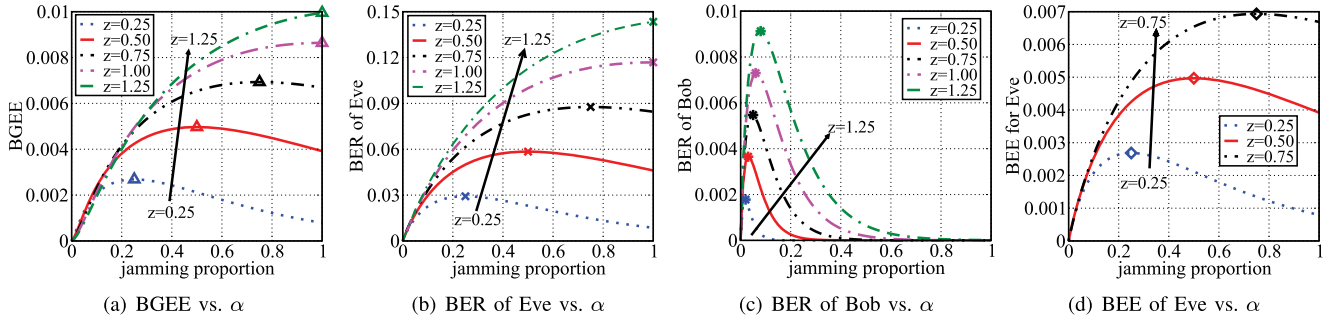 0.01
0.008
0.006
0.004
0.002
0
BGEE
z=0.25
z=0.50
z=0.75
z=1.00
z=1.25
z=1.25
z=0.25
0 0.2 0.4 0.6 0.8 1
jamming proportion
(a) BGEE vs. α
0.15
0.12
0.09
0.06
0.03
0
BER of Eve
z=0.25
z=0.50
z=0.75
z=1.00
z=1.25
z=1.25
z=0.25
0 0.2 0.4 0.6 0.8 1
jamming proportion
(b) BER of Eve vs. α
0.01
0.008
0.006
0.004
0.002
0
BER of Bob
z=0.25
z=0.50
z=0.75
z=1.00
z=1.25
z=1.25
0 0.2 0.4 0.6 0.8 1
jamming proportion
(c) BER of Bob vs. α
0.007
0.006
0.005
0.004
0.003
0.002
0.001
0
BEE for Eve
z=0.75
z=0.25
z=0.50
z=0.75
z=0.25
0 0.2 0.4 0.6 0.8 1
jamming proportion
(d) BEE of Eve vs. α